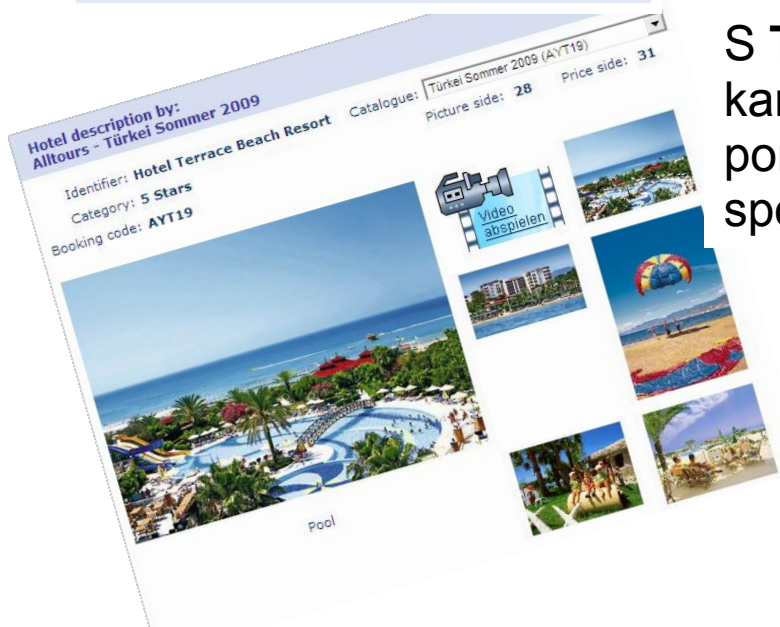 Hotel description by:
Alltours - Türkei Sommer 2009
Catalogue: Türkei Sommer 2009 (AYT19)
Identifier: Hotel Terrace Beach Resort
Picture side: 28 Price side: 31
Category: 5 Stars
Booking code: AYT19
Video
abspielen
Pool
S